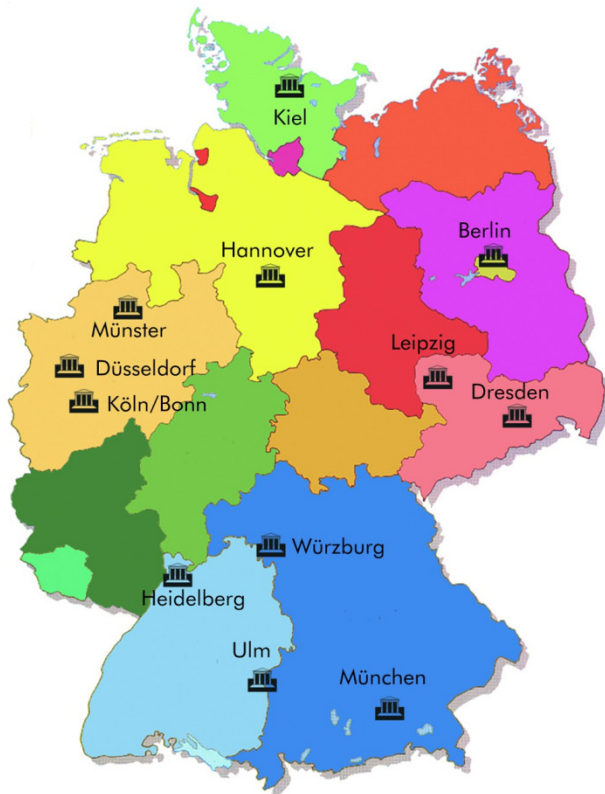 Kiel
Berlin
Hannover
Münster
Leipzig
Düsseldorf
Dresden
Köln/Bonn
Würzburg
Heidelberg
Ulm
München